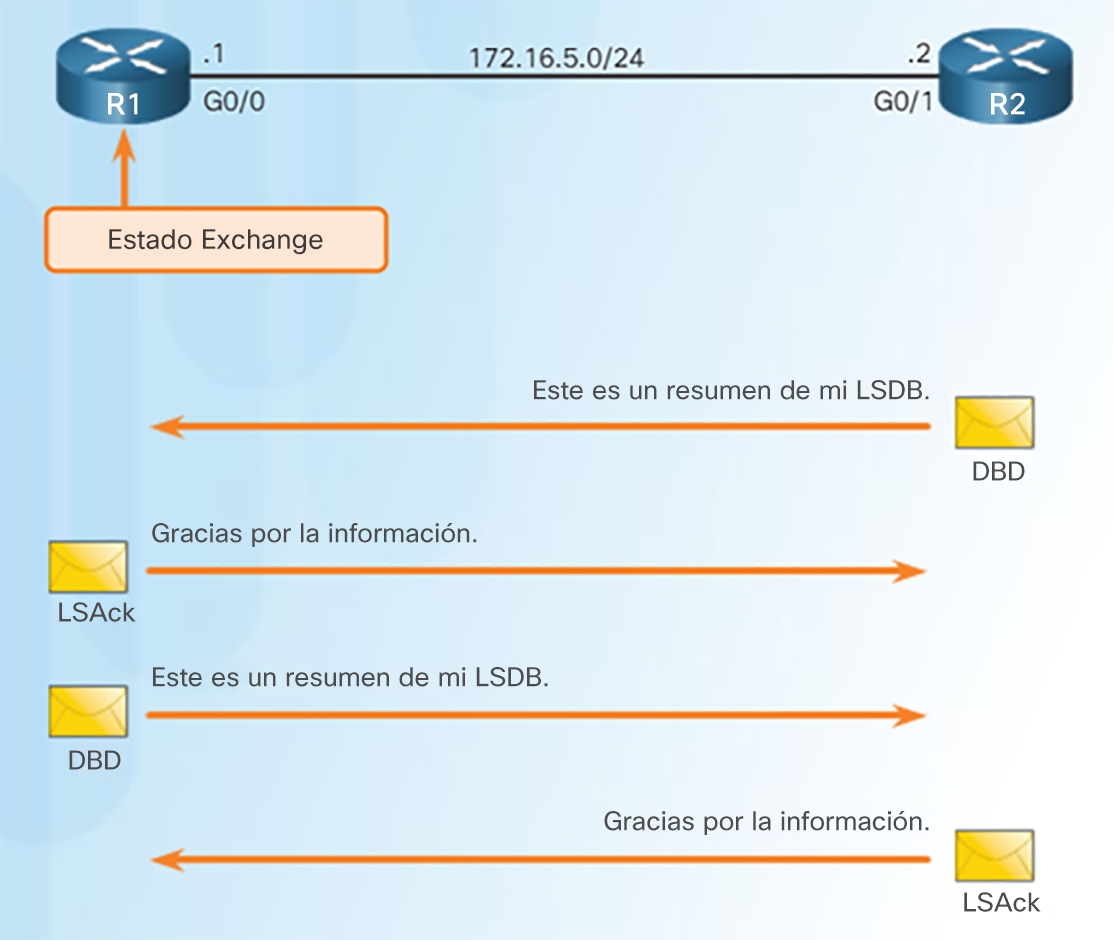 .1
172.16.5.0/24
.2
R1
G0/0
G0/1
R2
Estado Exchange
Este es un resumen de mi LSDB.
DBD
Gracias por la información.
LSAck
Este es un resumen de mi LSDB.
DBD
Gracias por la información.
LSAck